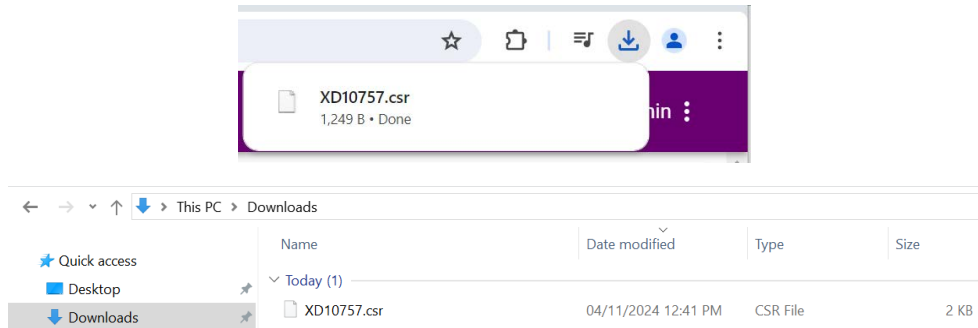 XD10757.csr
1,249 B • Done
This PC > Downloads
Name Date modified Type Size
Quick access
Today (1)
Desktop
XD10757.csr 04/11/2024 12:41 PM CSR File 2 KB
Downloads